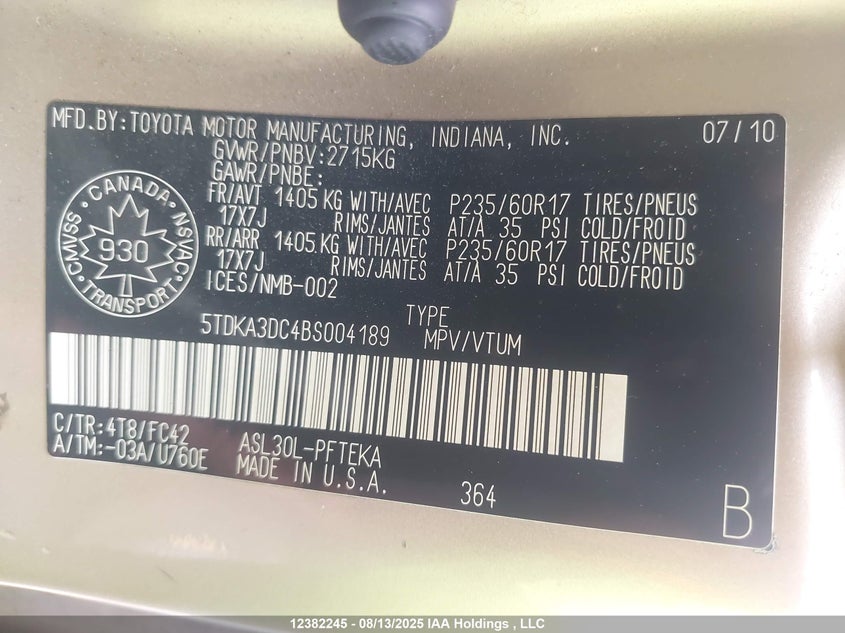 MFD.BY:TOYOTA MOTOR MANUFACTURING, INDIANA, INC. 07/10
GVWR/PNBV:2715KG
GAWR/PNBE:
FR/AVT 1405 KG WITH/AVEC P235/60R17 TIRES/PNEUS
17X7J RIMS/JANTES AT/A 35 PSI COLD/FROID
RR/ARR 1405 KG WITH/AVEC P235/60R17 TIRES/PNEUS
17X7J RIMS/JANTES AT/A 35 PSI COLD/FROID
ICES/NMB-002
CANADA
CMVSS 930 NSVAC
TRANSPORT
TYPE
5TDKA3DC4BS004189 MPV/VTUM
C/TR:4T8/FC42 ASL30L-PFTEKA
A/TM:-03A/U760E MADE IN U.S.A.
364
B
12382245 - 08/13/2025 IAA Holdings , LLC